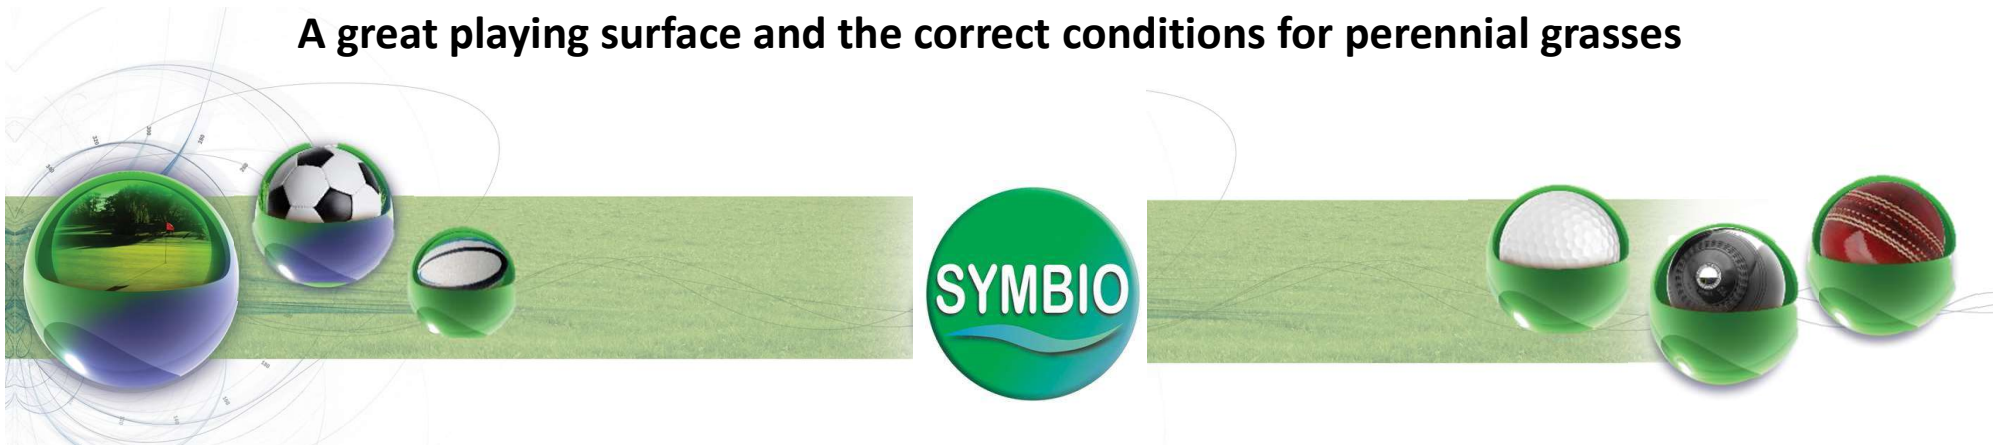 A great playing surface and the correct conditions for perennial grasses
SYMBIO